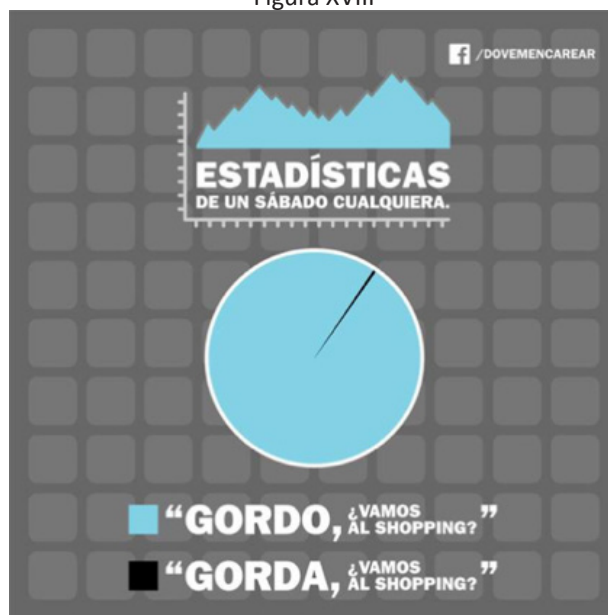 Figura XVIII
f /DOVEMENCAREAR
ESTADÍSTICAS
DE UN SÁBADO CUALQUIERA.
“GORDO, ¿VAMOS AL SHOPPING?”
“GORDA, ¿VAMOS AL SHOPPING?”